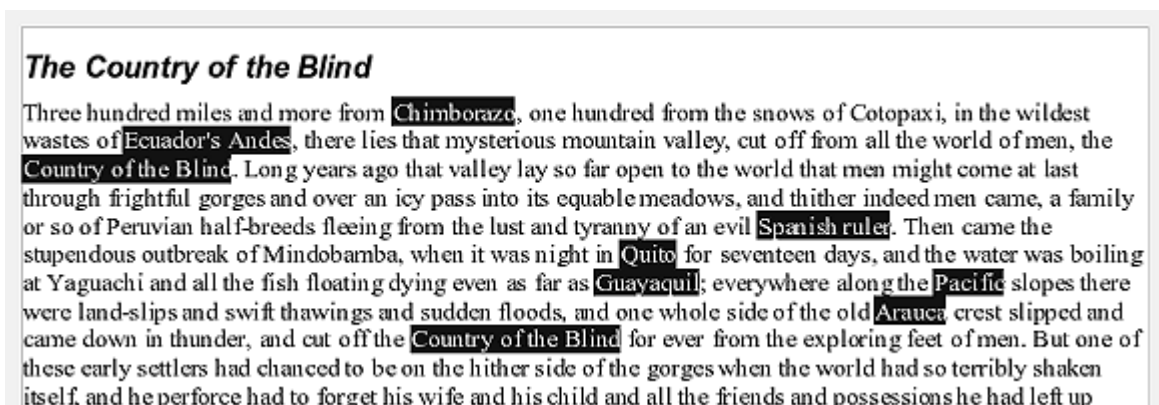 The Country of the Blind
Three hundred miles and more from Chimborazo, one hundred from the snows of Cotopaxi, in the wildest
wastes of Ecuador's Andes, there lies that mysterious mountain valley, cut off from all the world of men, the
Country of the Blind. Long years ago that valley lay so far open to the world that men might come at last
through frightful gorges and over an icy pass into its equable meadows, and thither indeed men came, a family
or so of Peruvian half-breeds fleeing from the lust and tyranny of an evil Spanish ruler. Then came the
stupendous outbreak of Mindobamba, when it was night in Quito for seventeen days, and the water was boiling
at Yaguachi and all the fish floating dying even as far as Guayaquil; everywhere along the Pacific slopes there
were land-slips and swift thawings and sudden floods, and one whole side of the old Arauca crest slipped and
came down in thunder, and cut off the Country of the Blind for ever from the exploring feet of men. But one of
these early settlers had chanced to be on the hither side of the gorges when the world had so terribly shaken
itself, and he perforce had to forget his wife and his child and all the friends and possessions he had left up